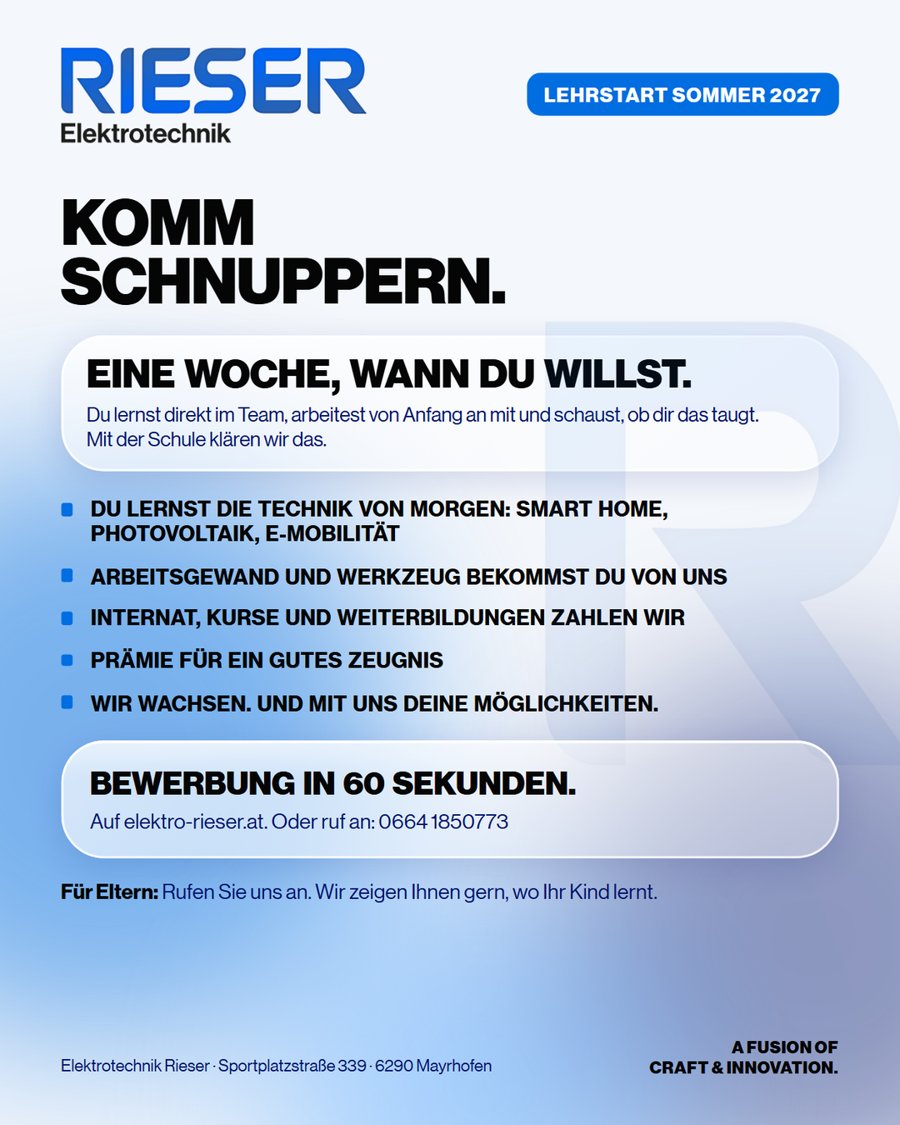 RIESER
Elektrotechnik
LEHRSTART SOMMER 2027
KOMM
SCHNUPPERN.
EINE WOCHE, WANN DU WILLST.
Du lernst direkt im Team, arbeitest von Anfang an mit und schaust, ob dir das taugt.
Mit der Schule klären wir das.
DU LERNST DIE TECHNIK VON MORGEN: SMART HOME,
PHOTOVOLTAIK, E-MOBILITÄT
ARBEITSGEWAND UND WERKZEUG BEKOMMST DU VON UNS
INTERNAT, KURSE UND WEITERBILDUNGEN ZAHLEN WIR
PRÄMIE FÜR EIN GUTES ZEUGNIS
WIR WACHSEN. UND MIT UNS DEINE MÖGLICHKEITEN.
BEWERBUNG IN 60 SEKUNDEN.
Auf elektro-rieser.at. Oder ruf an: 0664 1850773
Für Eltern: Rufen Sie uns an. Wir zeigen Ihnen gern, wo Ihr Kind lernt.
Elektrotechnik Rieser · Sportplatzstraße 339 · 6290 Mayrhofen
A FUSION OF
CRAFT & INNOVATION.